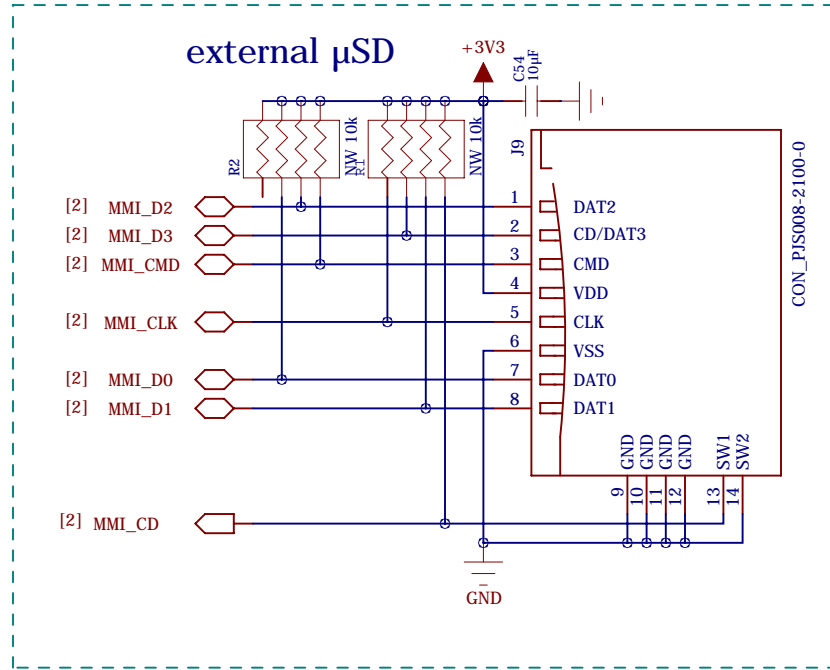 external µSD
+3V3
C54
10µF
R2
NW 10k
R1
NW 10k
J9
CON_PJS008-2100-0
[2] MMI_D2 1 DAT2
[2] MMI_D3 2 CD/DAT3
[2] MMI_CMD 3 CMD
4 VDD
[2] MMI_CLK 5 CLK
6 VSS
[2] MMI_D0 7 DAT0
[2] MMI_D1 8 DAT1
GND GND GND GND SW1 SW2
9 10 11 12 13 14
[2] MMI_CD
GND